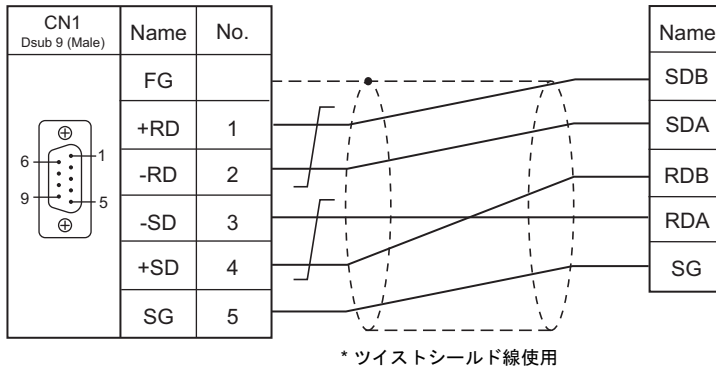 CN1
Dsub 9 (Male)
Name
No.
Name
FG
SDB
+RD
1
SDA
-RD
2
RDB
-SD
3
RDA
+SD
4
SG
SG
5
6
1
9
5
* ツイストシールド線使用